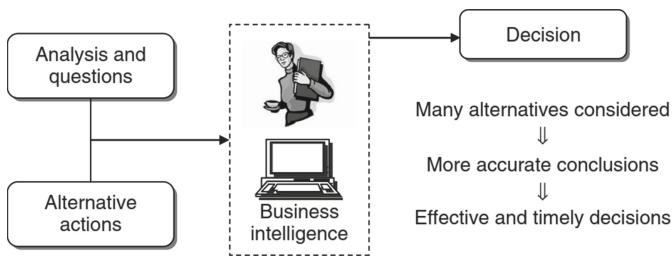 Analysis and
questions
Alternative
actions
Business
intelligence
Decision
Many alternatives considered
⇓
More accurate conclusions
⇓
Effective and timely decisions